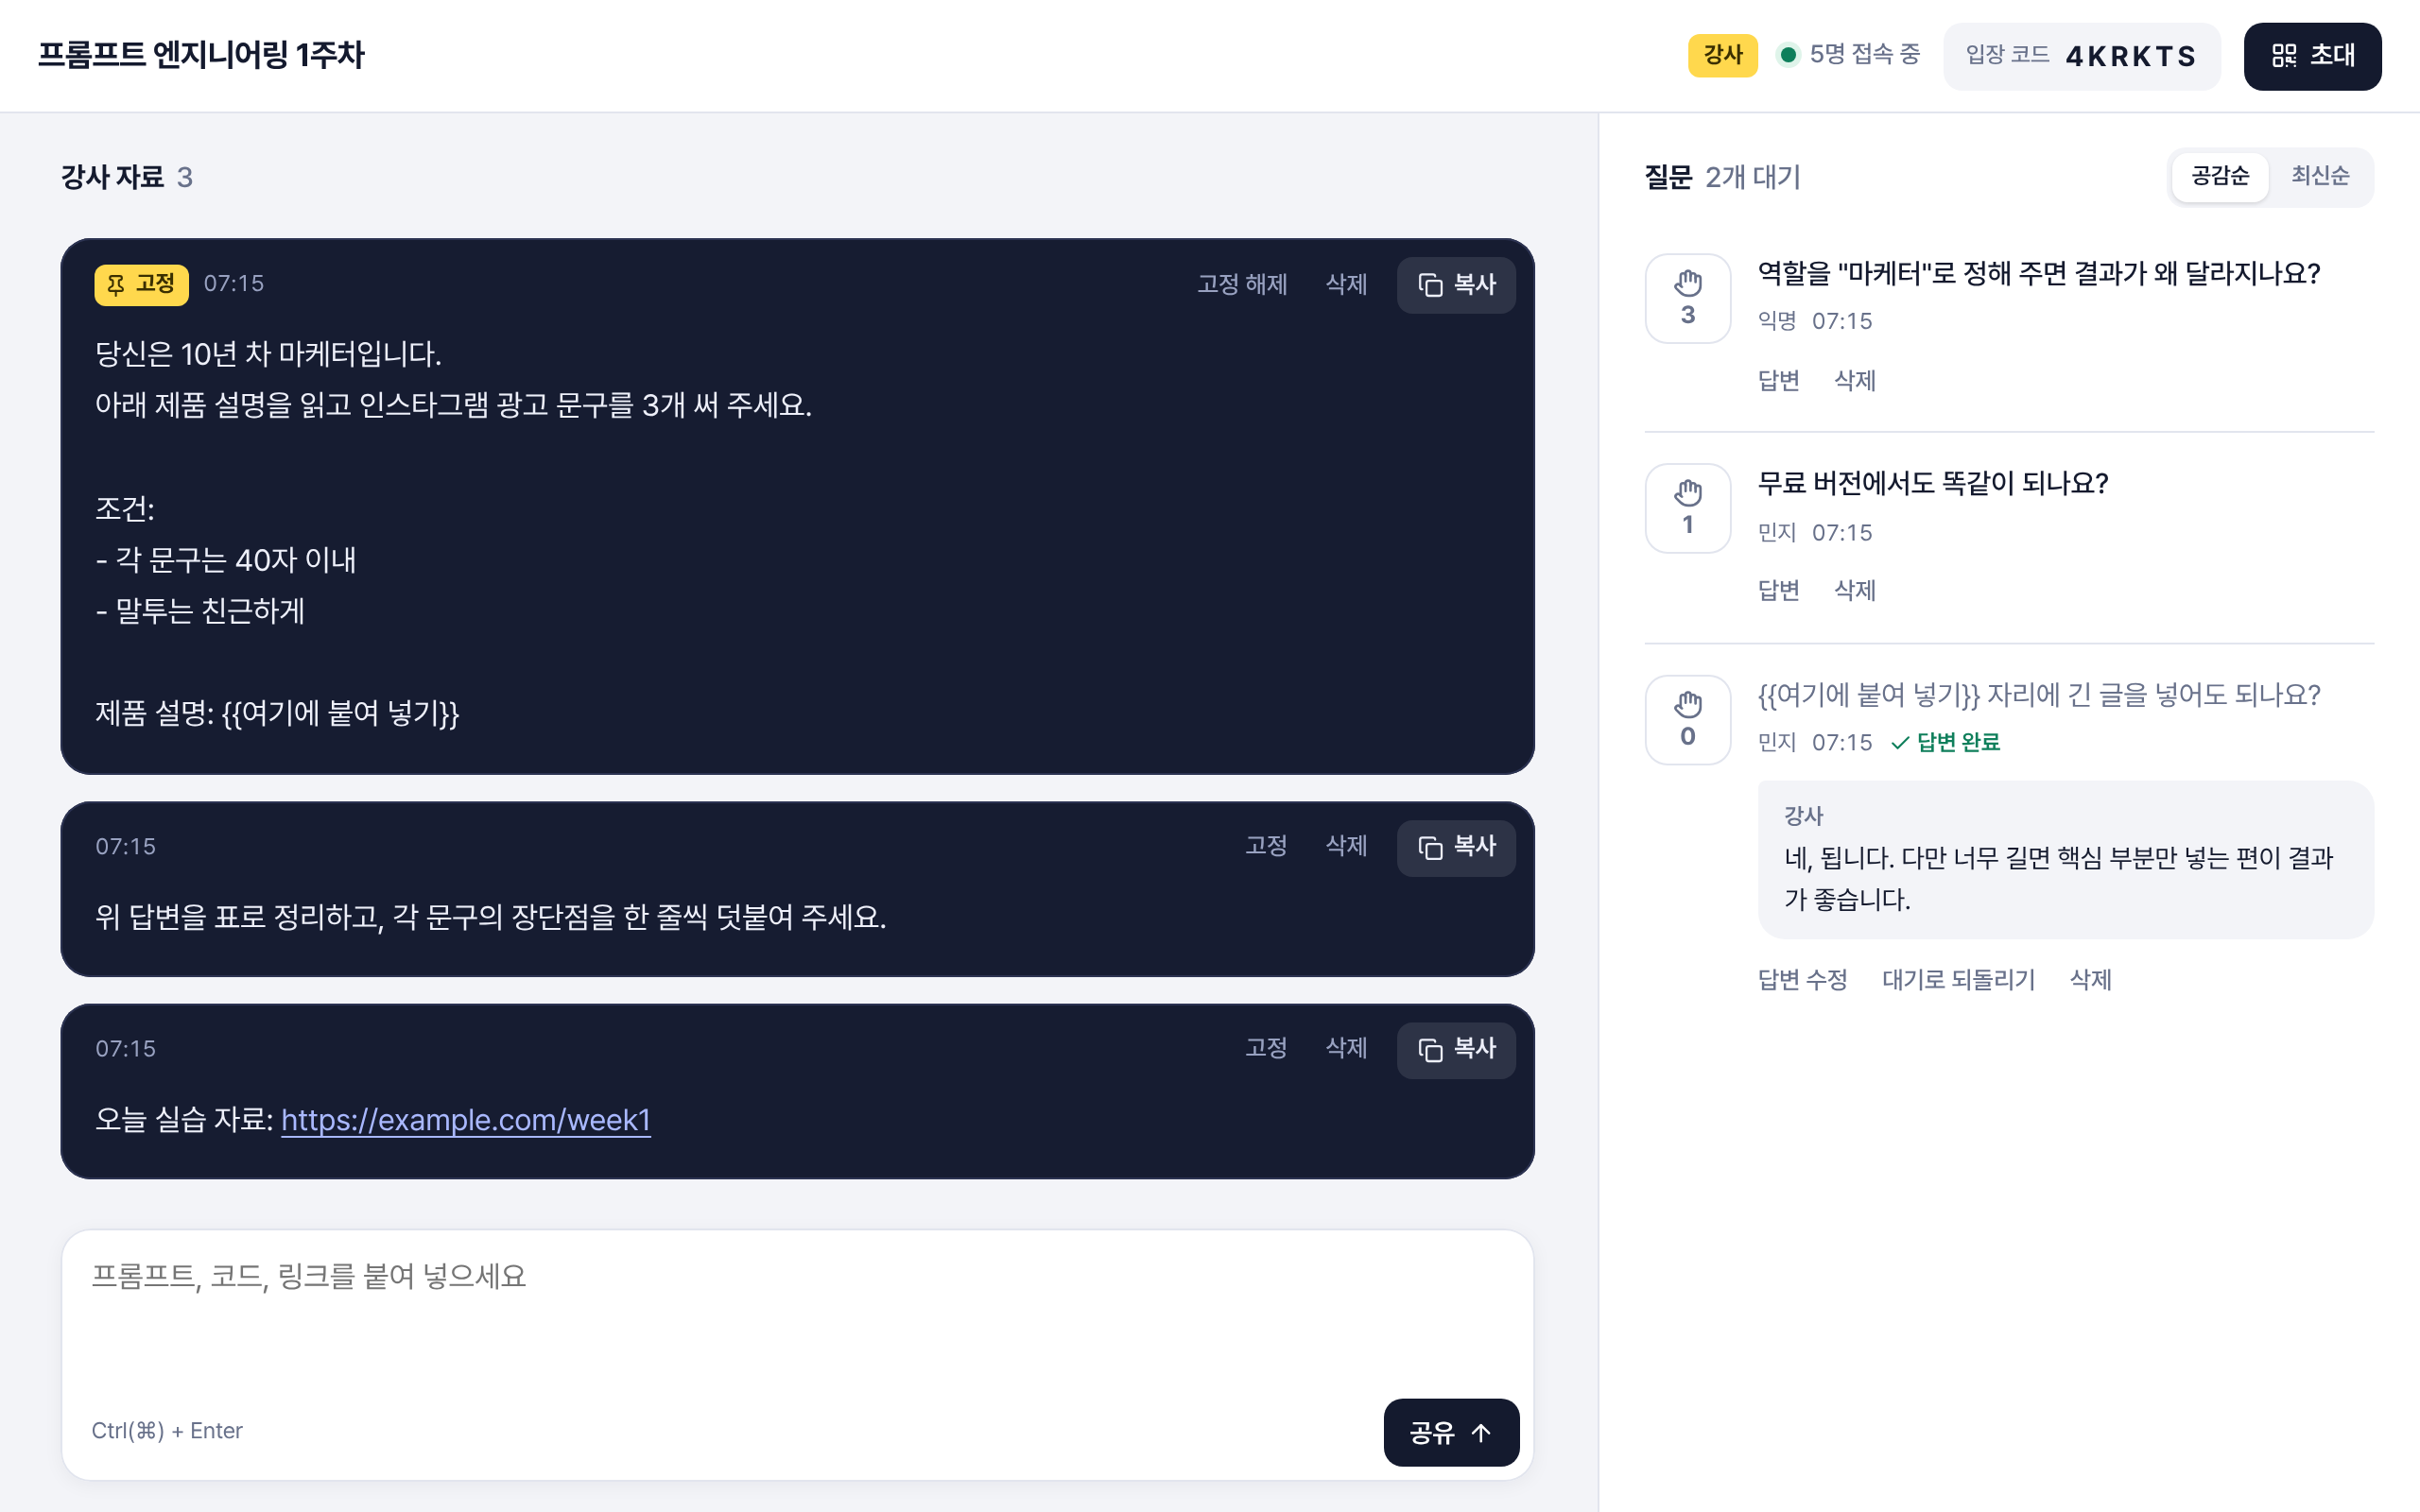 프롬프트 엔지니어링 1주차
강사
5명 접속 중
입장 코드 4KRKTS
초대
강사 자료 3
고정 07:15
고정 해제 삭제 복사
당신은 10년 차 마케터입니다.
아래 제품 설명을 읽고 인스타그램 광고 문구를 3개 써 주세요.
조건:
- 각 문구는 40자 이내
- 말투는 친근하게
제품 설명: {{여기에 붙여 넣기}}
07:15
고정 삭제 복사
위 답변을 표로 정리하고, 각 문구의 장단점을 한 줄씩 덧붙여 주세요.
07:15
고정 삭제 복사
오늘 실습 자료: https://example.com/week1
프롬프트, 코드, 링크를 붙여 넣으세요
Ctrl(⌘) + Enter
공유
질문 2개 대기
공감순 최신순
3
역할을 "마케터"로 정해 주면 결과가 왜 달라지나요?
익명 07:15
답변 삭제
1
무료 버전에서도 똑같이 되나요?
민지 07:15
답변 삭제
0
{{여기에 붙여 넣기}} 자리에 긴 글을 넣어도 되나요?
민지 07:15 답변 완료
강사
네, 됩니다. 다만 너무 길면 핵심 부분만 넣는 편이 결과
가 좋습니다.
답변 수정 대기로 되돌리기 삭제